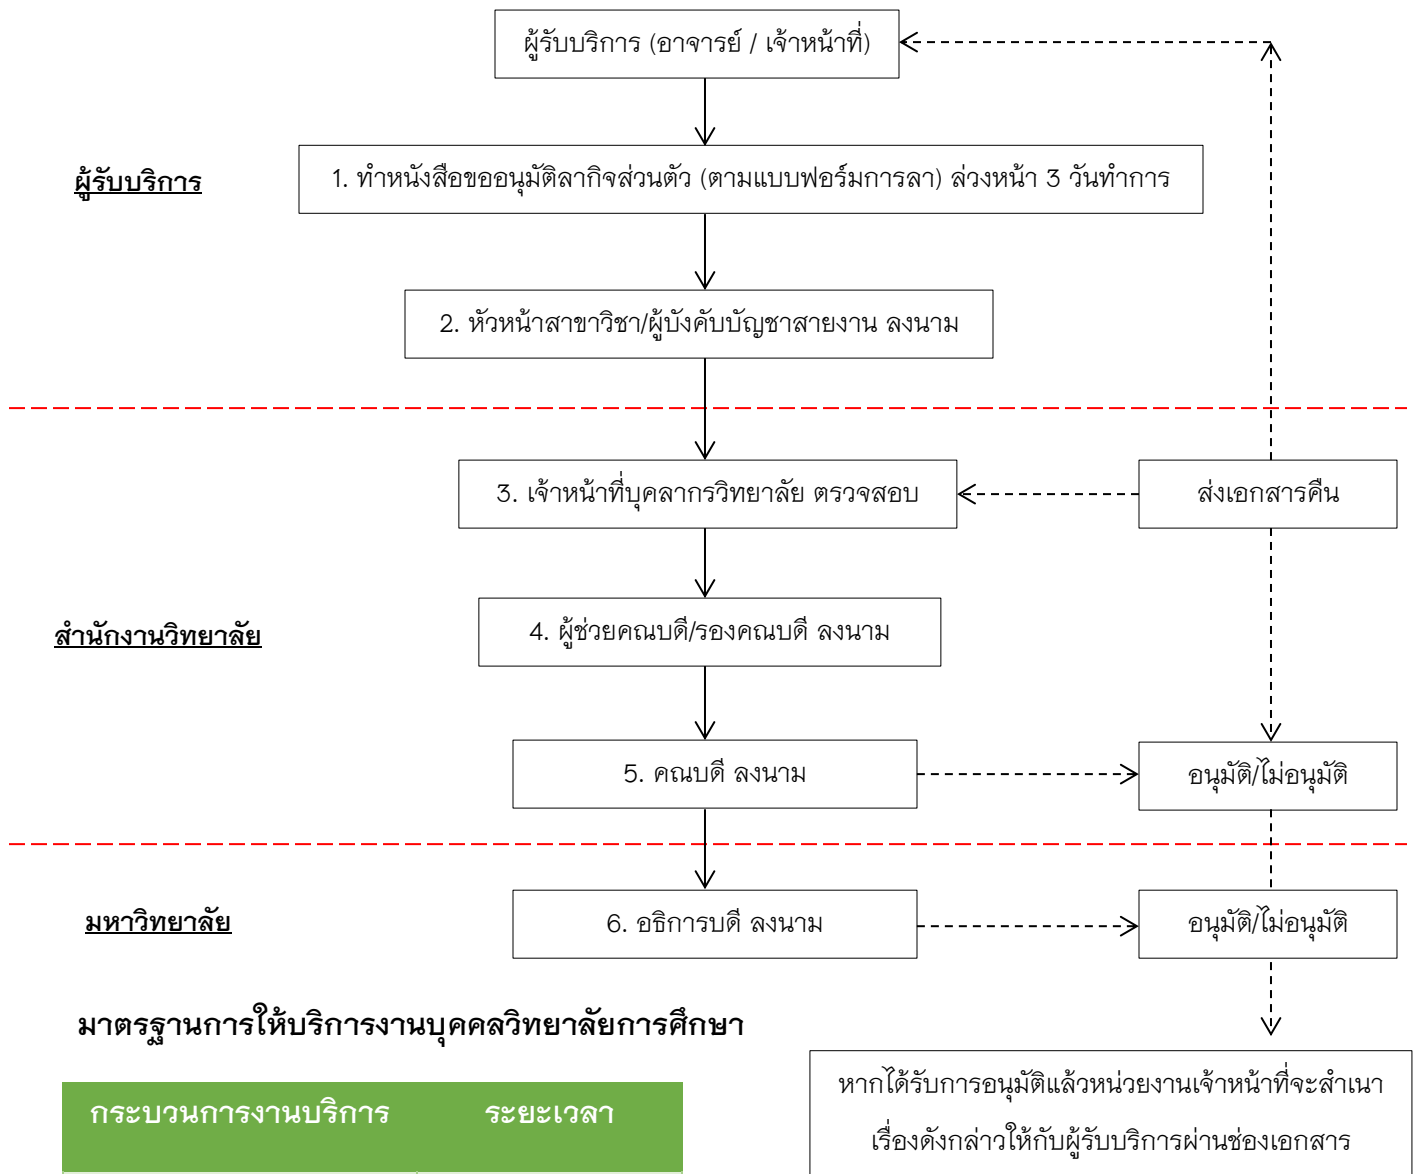 ผู้รับบริการ (อาจารย์ / เจ้าหน้าที่)
ผู้รับบริการ
1. ทำหนังสือขออนุมัติลากิจส่วนตัว (ตามแบบฟอร์มการลา) ล่วงหน้า 3 วันทำการ
2. หัวหน้าสาขาวิชา/ผู้บังคับบัญชาสายงาน ลงนาม
3. เจ้าหน้าที่บุคลากรวิทยาลัย ตรวจสอบ
ส่งเอกสารคืน
สำนักงานวิทยาลัย
4. ผู้ช่วยคณบดี/รองคณบดี ลงนาม
5. คณบดี ลงนาม
อนุมัติ/ไม่อนุมัติ
มหาวิทยาลัย
6. อธิการบดี ลงนาม
อนุมัติ/ไม่อนุมัติ
มาตรฐานการให้บริการงานบุคคลวิทยาลัยการศึกษา
กระบวนการงานบริการ
ระยะเวลา
หากได้รับการอนุมัติแล้วหน่วยงานเจ้าหน้าที่จะสำเนา
เรื่องดังกล่าวให้กับผู้รับบริการผ่านช่องเอกสาร